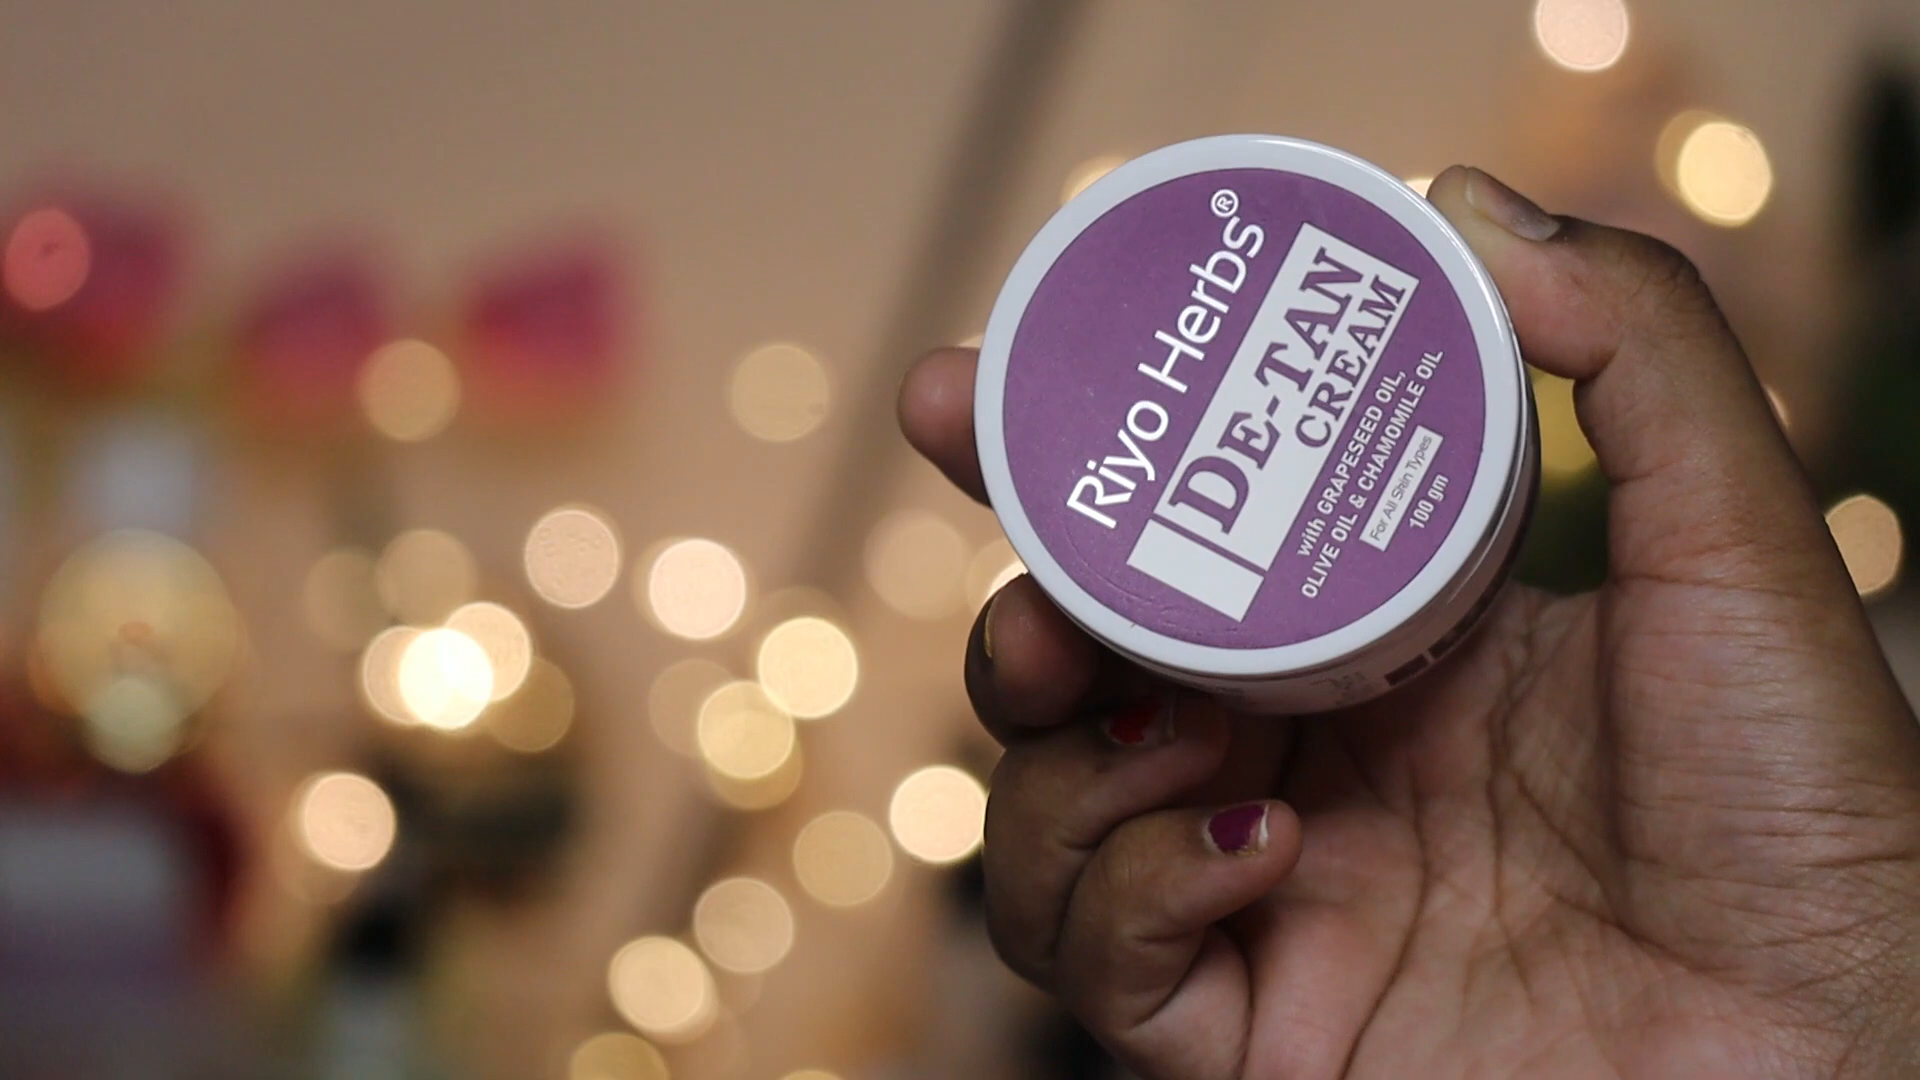 Riyo Herbs®
DE-TAN
CREAM
with GRAPESEED OIL,
OLIVE OIL & CHAMOMILE OIL
For All Skin Types
100 gm